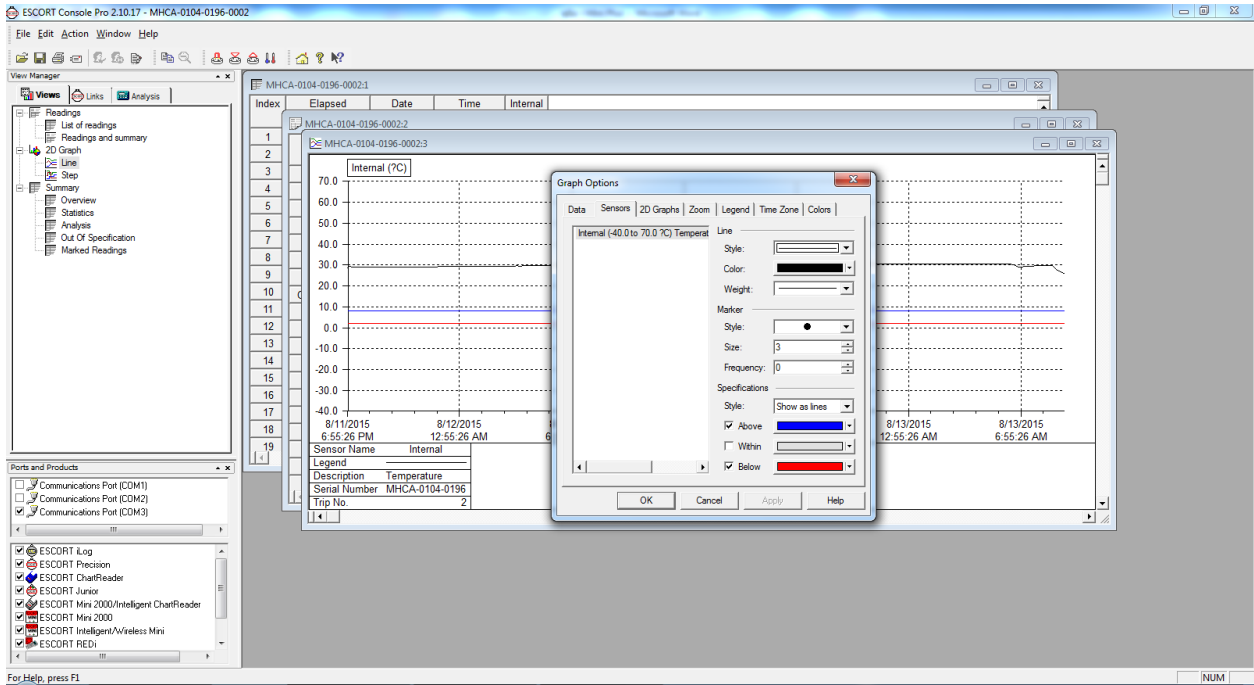 ESCORT Console Pro 2.10.17 - MHCA-0104-0196-0002
File Edit Action Window Help
View Manager
Views Links Analysis
Readings
List of readings
Readings and summary
2D Graph
Line
Step
Summary
Overview
Statistics
Analysis
Out Of Specification
Marked Readings
Ports and Products
Communications Port (COM1)
Communications Port (COM2)
Communications Port (COM3)
ESCORT iLog
ESCORT Precision
ESCORT ChartReader
ESCORT Junior
ESCORT Mini 2000/Intelligent ChartReader
ESCORT Mini 2000
ESCORT Intelligent/Wireless Mini
ESCORT REDi
MHCA-0104-0196-0002:1
Index Elapsed Date Time Internal
1
2
3
4
5
6
7
8
9
10
11
12
13
14
15
16
17
18
19
MHCA-0104-0196-0002:2
MHCA-0104-0196-0002:3
Internal (?C)
70.0
60.0
50.0
40.0
30.0
20.0
10.0
0.0
-10.0
-20.0
-30.0
-40.0
8/11/2015 8/12/2015 8/13/2015 8/13/2015
6:55:26 PM 12:55:26 AM 6 12:55:26 AM 6:55:26 AM
Sensor Name Internal
Legend
Description Temperature
Serial Number MHCA-0104-0196
Trip No. 2
Graph Options
Data Sensors 2D Graphs Zoom Legend Time Zone Colors
Internal (-40.0 to 70.0 ?C) Temperat
Line
Style:
Color:
Weight:
Marker
Style:
Size: 3
Frequency: 0
Specifications
Style: Show as lines
Above
Within
Below
OK Cancel Apply Help
For Help, press F1
NUM